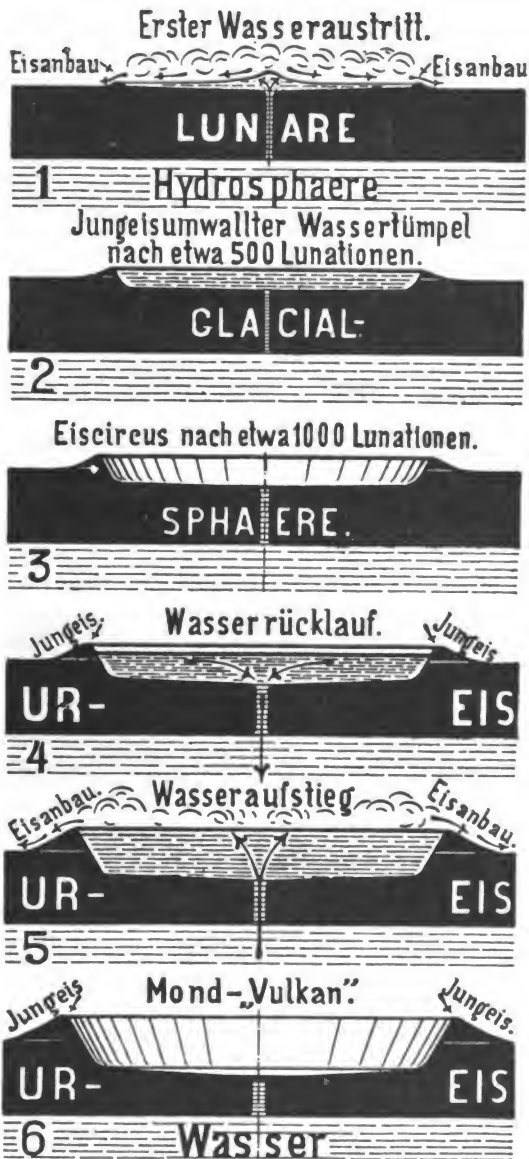 Erster Wasseraustritt.
Eisanbau Eisanbau
LUNARE
1 Hydrosphaere
Jungeisumwallter Wassertümpel
nach etwa 500 Lunationen.
GLACIAL-
2
Eiscircus nach etwa 1000 Lunationen.
SPHAERE.
3
Jungeis. Wasserrücklauf. Jungeis
UR- EIS
4
Eisanbau. Wasseraufstieg Eisanbau.
UR- EIS
5
Jungeis Mond-„Vulkan". Jungeis.
UR- EIS
6 Wasser